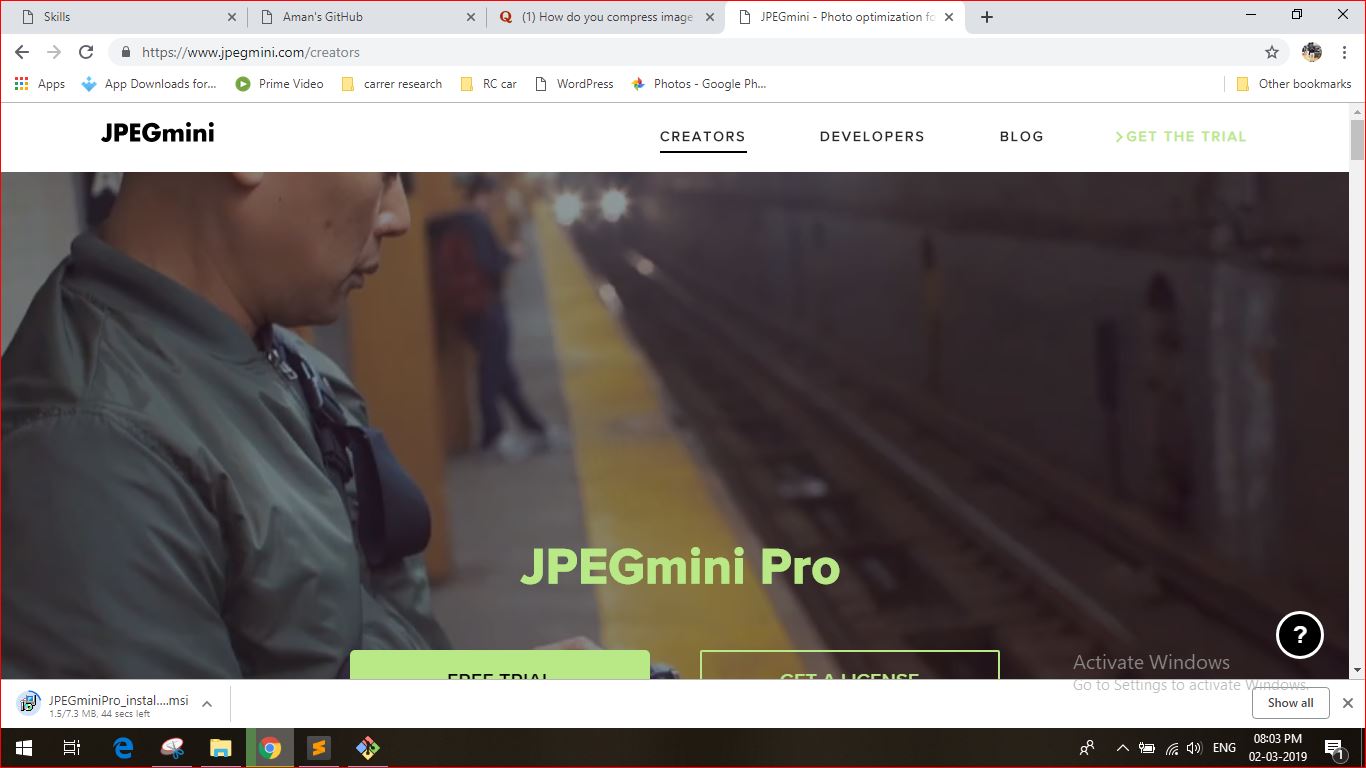 Skills
Aman's GitHub
(1) How do you compress image
JPEGmini - Photo optimization fo
https://www.jpegmini.com/creators
Apps
App Downloads for...
Prime Video
carrer research
RC car
WordPress
Photos - Google Ph...
Other bookmarks
JPEGmini
CREATORS
DEVELOPERS
BLOG
GET THE TRIAL
JPEGmini Pro
FREE TRIAL
GET A LICENSE
?
Activate Windows
Go to Settings to activate Windows.
JPEGminiPro_instal....msi
1.5/7.3 MB, 44 secs left
Show all
ENG
08:03 PM
02-03-2019
1